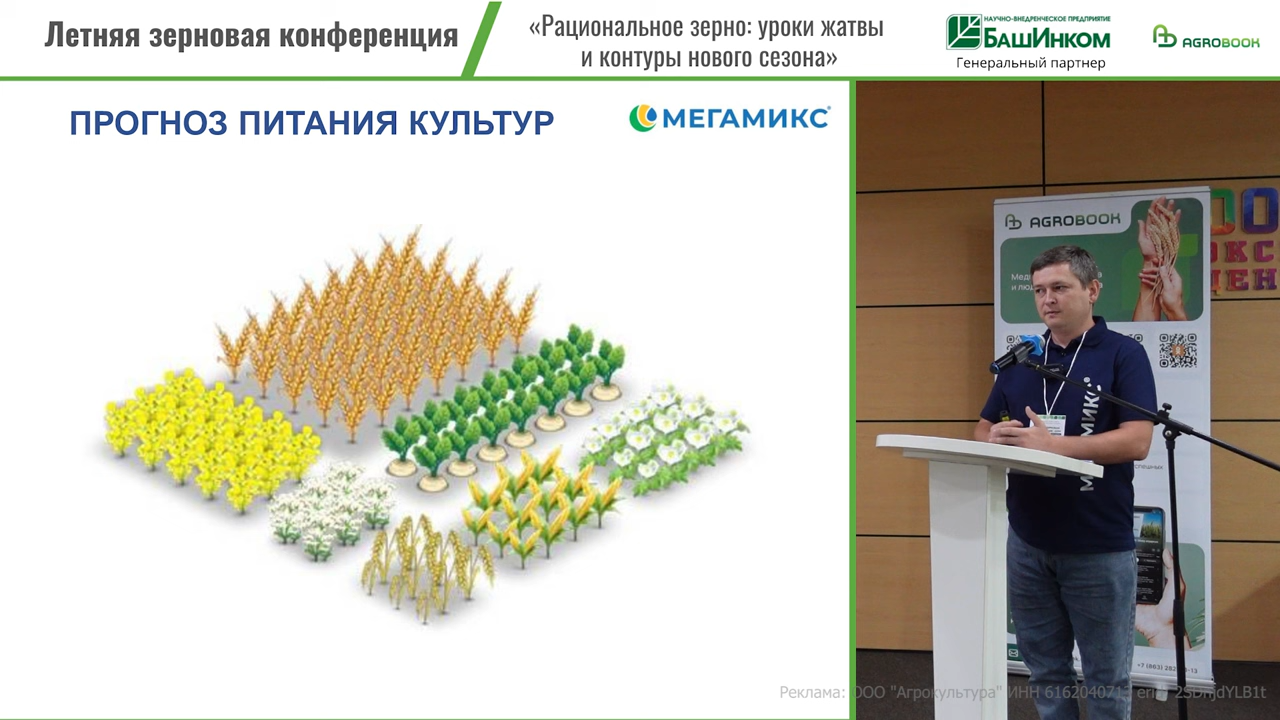 Летняя зерновая конференция
«Рациональное зерно: уроки жатвы
и контуры нового сезона»
НАУЧНО-ВНЕДРЕНЧЕСКОЕ ПРЕДПРИЯТИЕ
БашИнком
Генеральный партнер
AGROBOOK
ПРОГНОЗ ПИТАНИЯ КУЛЬТУР
МЕГАМИКС
AGROBOOK
МЕГАМИКС
Реклама: ООО "Агрокультура" ИНН